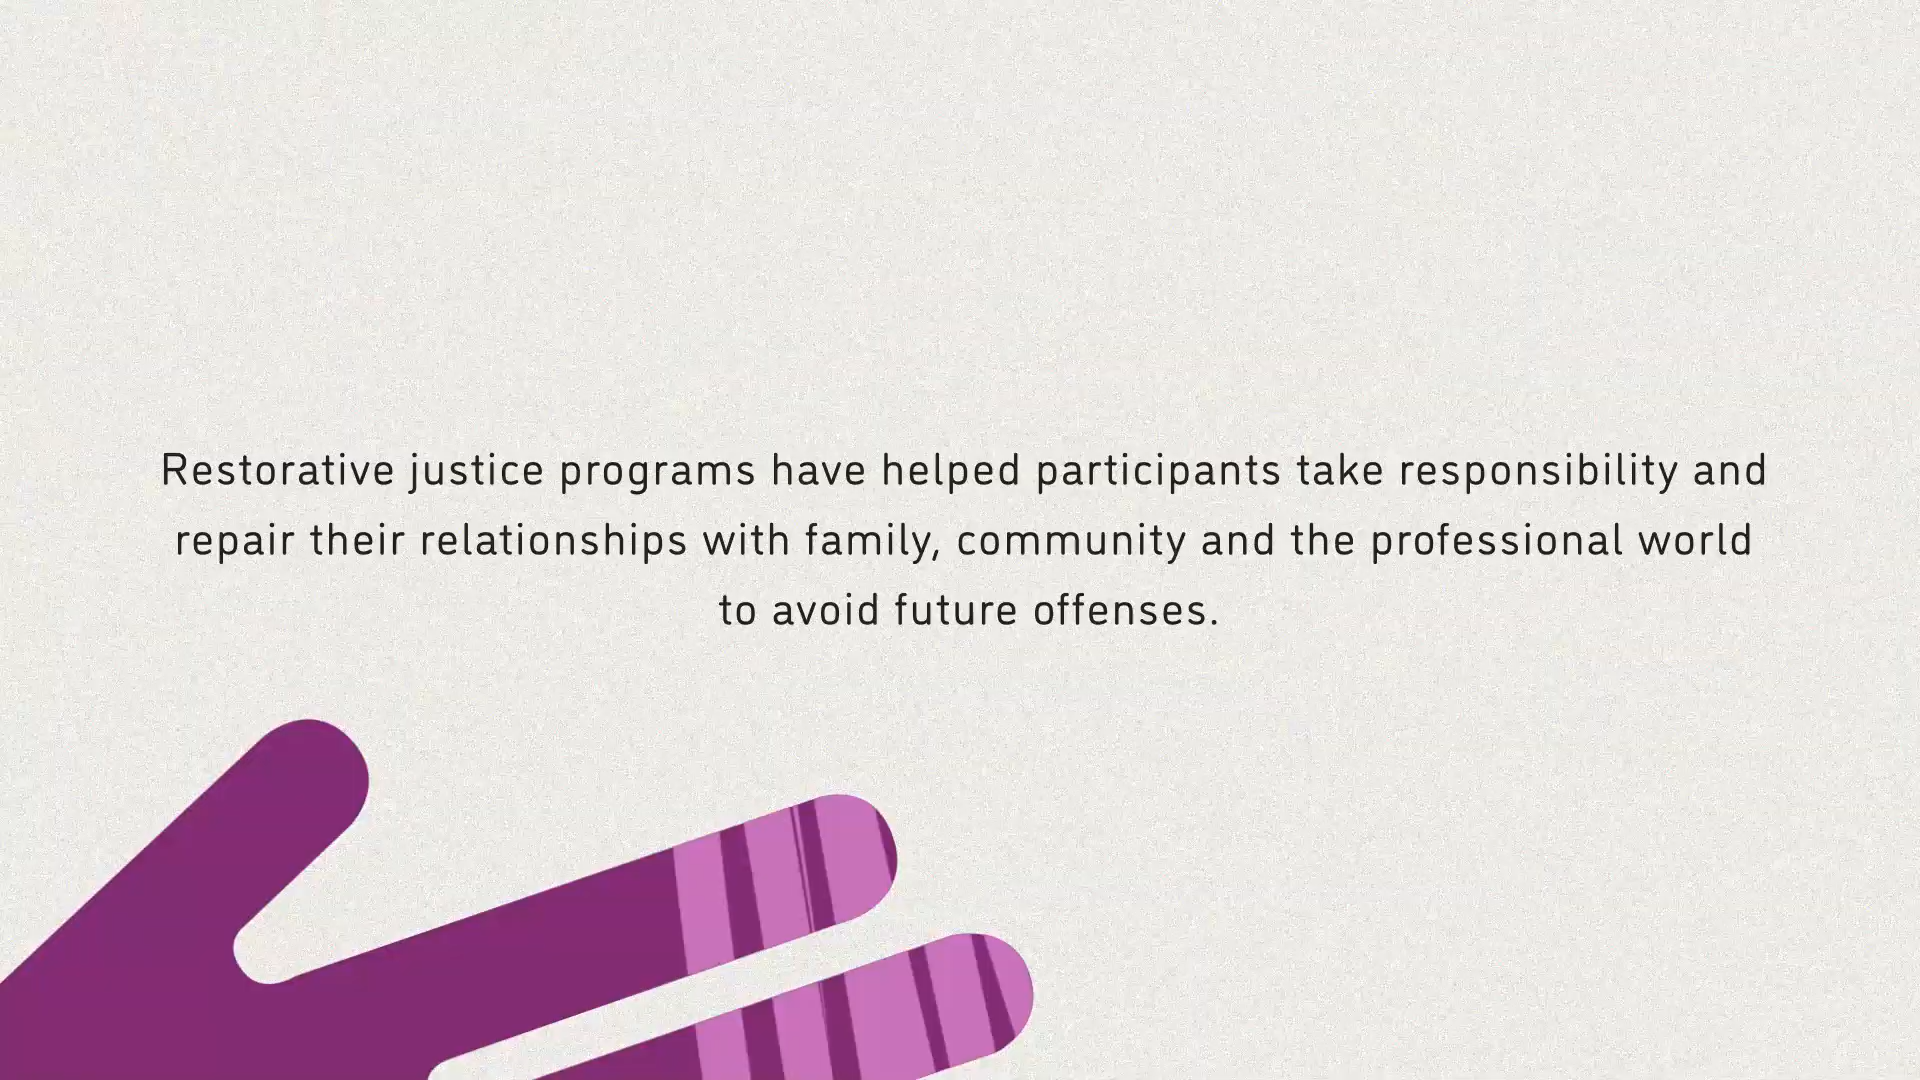 Restorative justice programs have helped participants take responsibility and
repair their relationships with family, community and the professional world
to avoid future offenses.